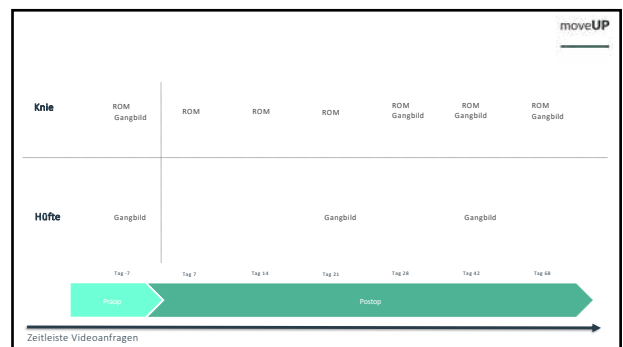 moveUP
Knie
ROM
Gangbild
ROM
ROM
ROM
ROM
Gangbild
ROM
Gangbild
ROM
Gangbild
Hüfte
Gangbild
Gangbild
Gangbild
Tag -7
Tag 7
Tag 14
Tag 21
Tag 28
Tag 42
Tag 68
Präop
Postop
Zeitleiste Videoanfragen